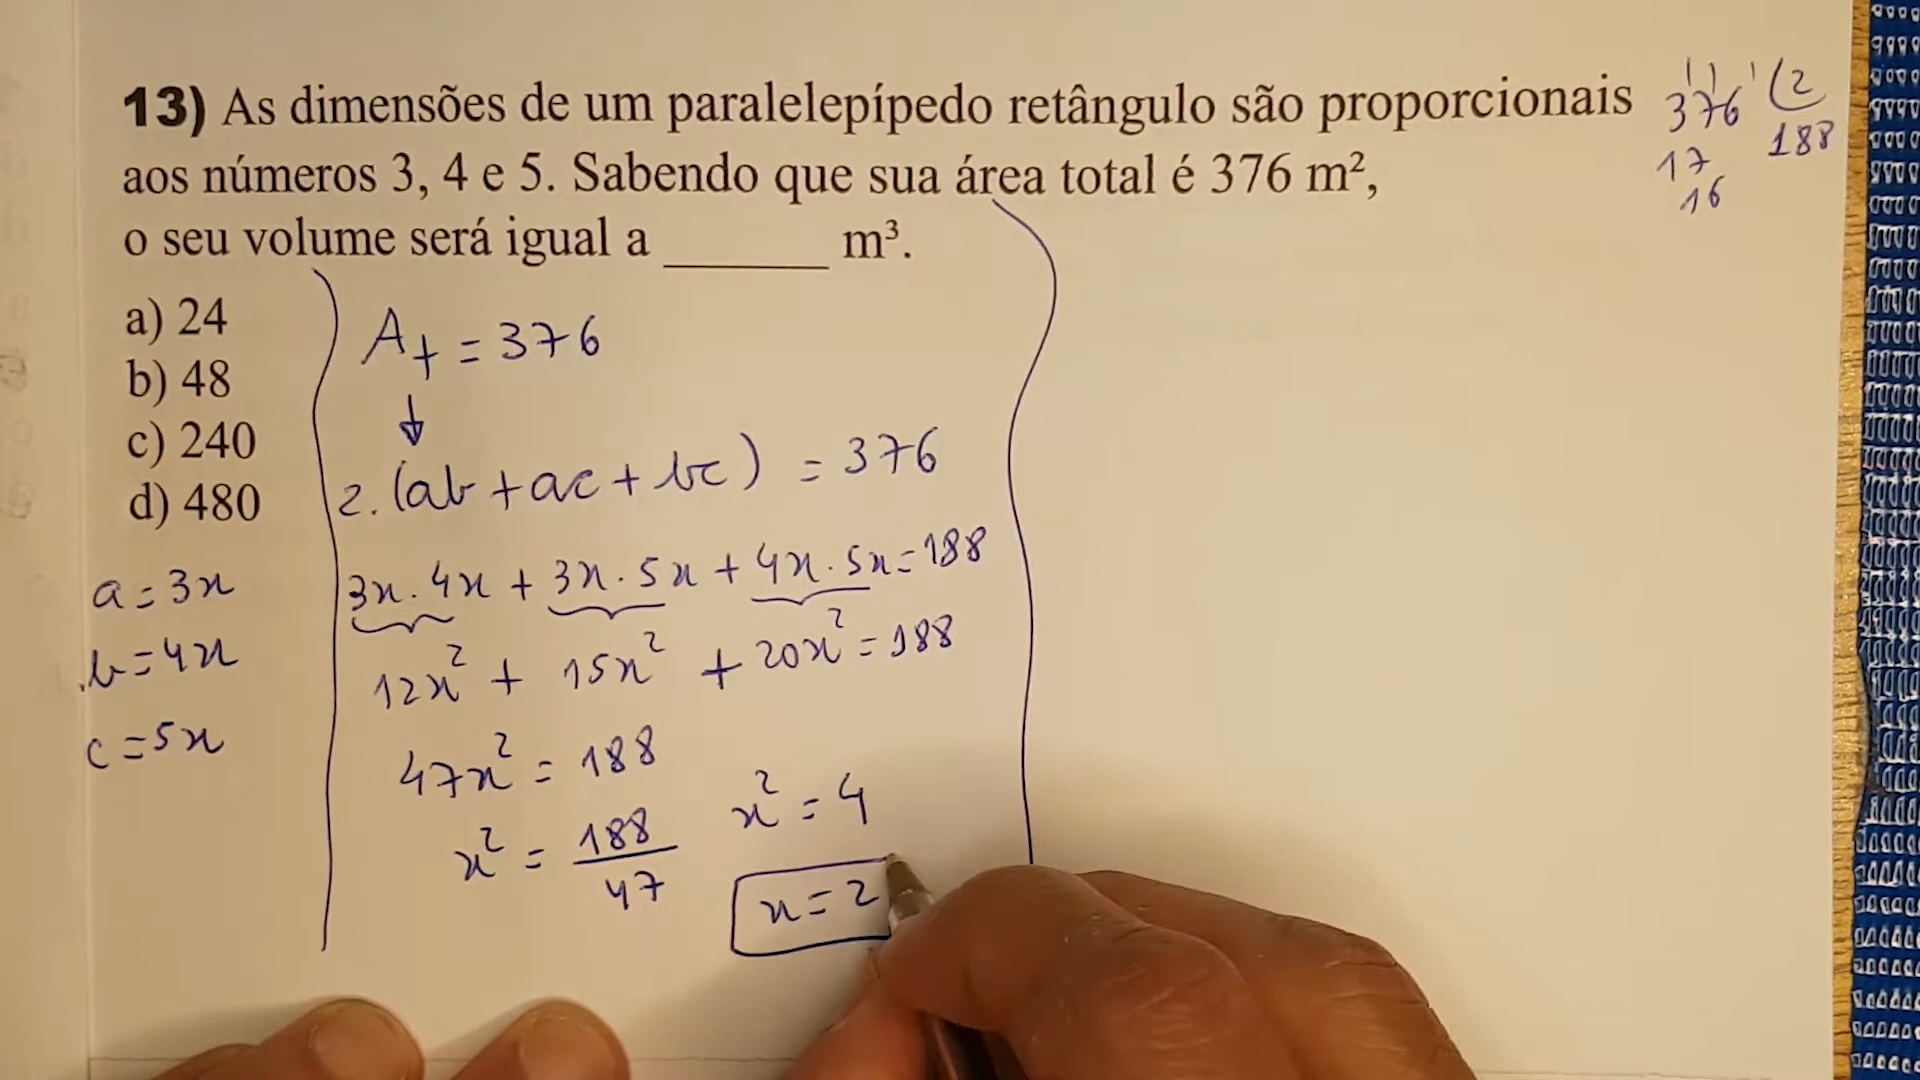 13) As dimensões de um paralelepípedo retângulo são proporcionais
aos números 3, 4 e 5. Sabendo que sua área total é 376 m²,
o seu volume será igual a ______ m³.
a) 24
b) 48
c) 240
d) 480
a = 3x
b = 4x
c = 5x
At = 376
↓
2.(ab + ac + bc) = 376
3x . 4x + 3x . 5x + 4x . 5x = 188
12x² + 15x² + 20x² = 188
47x² = 188
x² = 188/47
x² = 4
x = 2
376 2
17 188
16